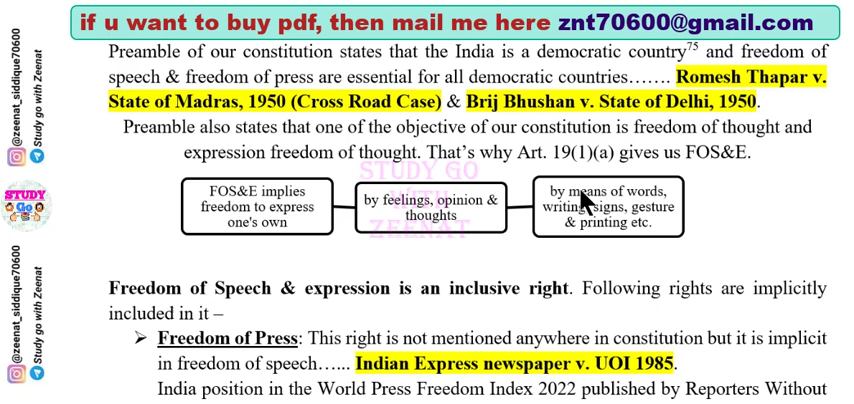 if u want to buy pdf, then mail me here znt70600@gmail.com
Preamble of our constitution states that the India is a democratic country75 and freedom of
speech & freedom of press are essential for all democratic countries……. Romesh Thapar v.
State of Madras, 1950 (Cross Road Case) & Brij Bhushan v. State of Delhi, 1950.
Preamble also states that one of the objective of our constitution is freedom of thought and
expression freedom of thought. That's why Art. 19(1)(a) gives us FOS&E.
STUDY GO
WITH
ZEENAT
FOS&E implies
freedom to express
one's own
by feelings, opinion &
thoughts
by means of words,
writing, signs, gesture
& printing etc.
Freedom of Speech & expression is an inclusive right. Following rights are implicitly
included in it –
➢ Freedom of Press: This right is not mentioned anywhere in constitution but it is implicit
in freedom of speech…... Indian Express newspaper v. UOI 1985.
India position in the World Press Freedom Index 2022 published by Reporters Without
@zeenat_siddique70600
Study go with Zeenat
STUDY
Go
@zeenat_siddique70600
Study go with Zeenat